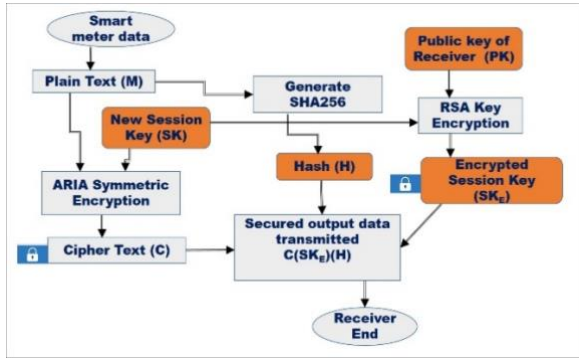 Smart
meter data
Public key of
Receiver (PK)
Plain Text (M)
Generate
SHA256
New Session
Key (SK)
RSA Key
Encryption
Hash (H)
Encrypted
Session Key
(SKE)
ARIA Symmetric
Encryption
Secured output data
transmitted
C(SKE)(H)
Cipher Text (C)
Receiver
End